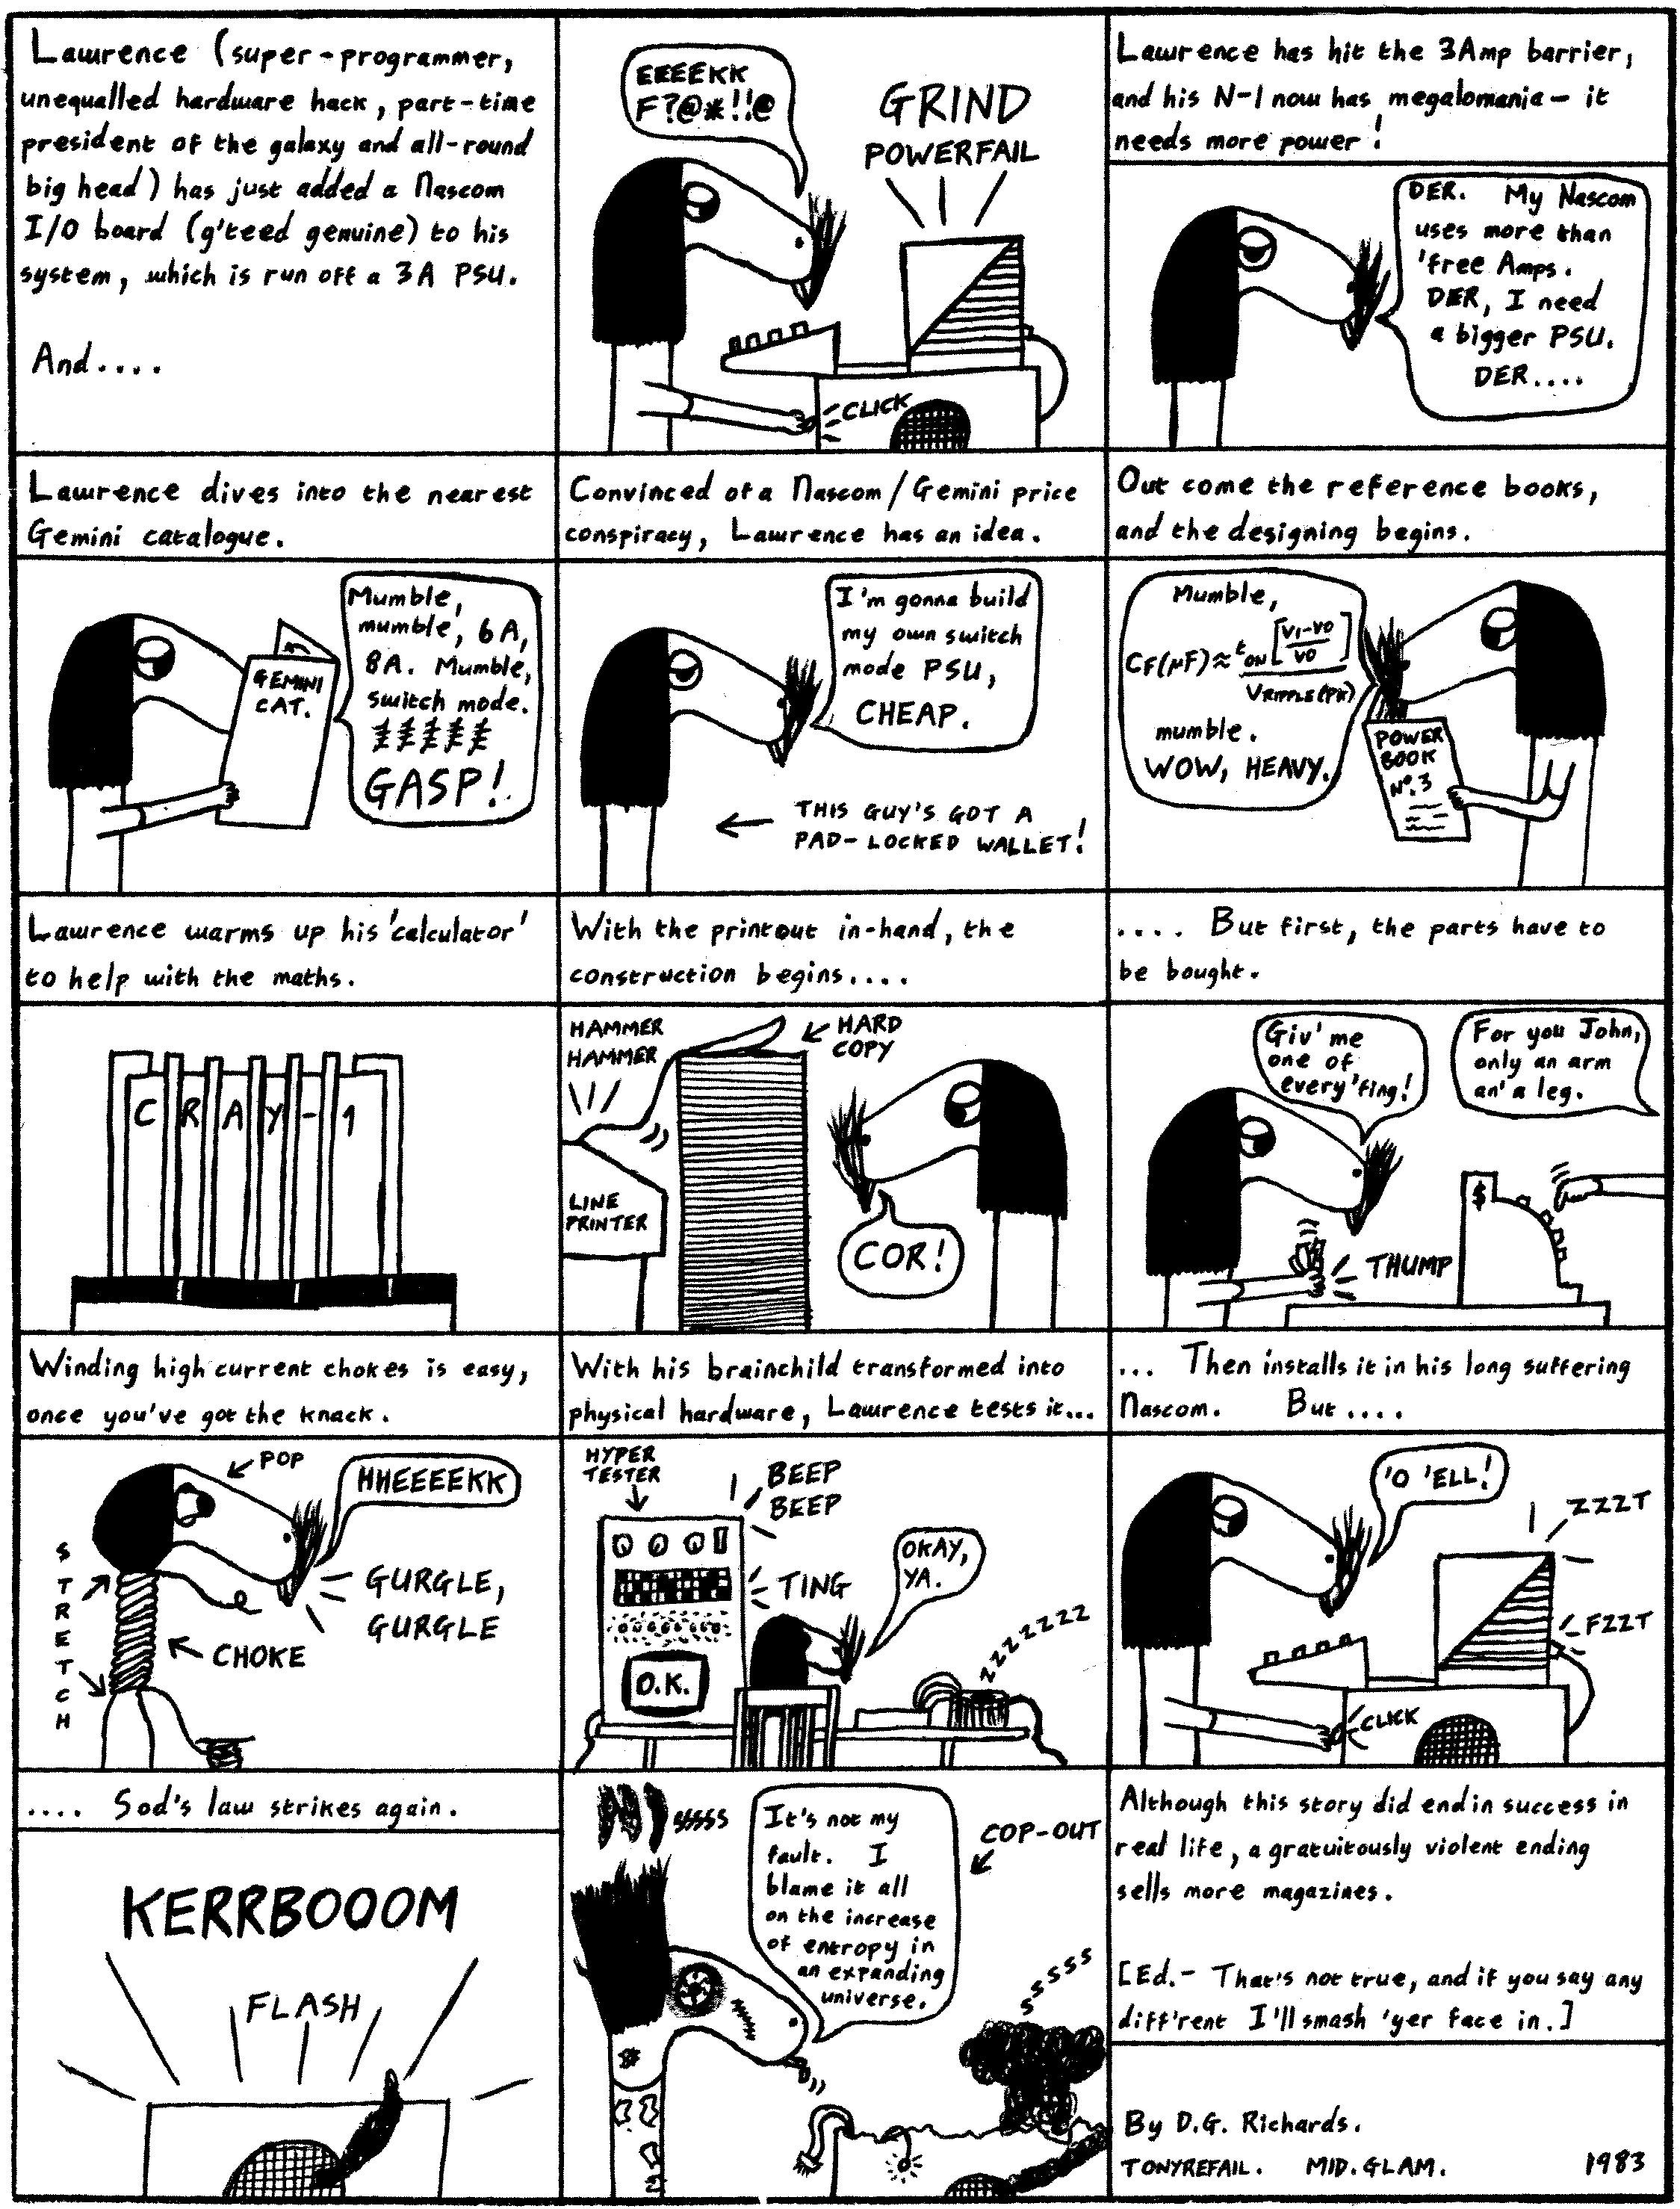 Lawrence (super-programmer,
unequalled hardware hack, part-time
president of the galaxy and all-round
big head) has just added a Nascom
I/O board (g'teed genuine) to his
system, which is run off a 3A PSU.
And....
EEEEKK
F?@*!!@
GRIND
POWERFAIL
CLICK
Lawrence has hit the 3Amp barrier,
and his N-1 now has megalomania - it
needs more power!
DER. My Nascom
uses more than
'free Amps.
DER, I need
a bigger PSU.
DER....
Lawrence dives into the nearest
Gemini catalogue.
GEMINI
CAT.
Mumble,
mumble, 6A,
8A. Mumble,
switch mode.
£££££
GASP!
Convinced of a Nascom/Gemini price
conspiracy, Lawrence has an idea.
I'm gonna build
my own switch
mode PSU,
CHEAP.
← THIS GUY'S GOT A
PAD-LOCKED WALLET!
Out come the reference books,
and the designing begins.
Mumble,
CF(µF)≈ tON[VI-VO/VO]/VRIPPLE(PK)
mumble.
WOW, HEAVY.
POWER
BOOK
No.3
Lawrence warms up his 'calculator'
to help with the maths.
CRAY-1
With the printout in-hand, the
construction begins....
HAMMER
HAMMER
HARD
COPY
LINE
PRINTER
COR!
.... But first, the parts have to
be bought.
Giv' me
one of
every'fing!
For you John,
only an arm
an' a leg.
$
THUMP
Winding high current chokes is easy,
once you've got the knack.
POP
HHEEEEKK
STRETCH
GURGLE,
GURGLE
CHOKE
With his brainchild transformed into
physical hardware, Lawrence tests it...
HYPER
TESTER
BEEP
BEEP
TING
OKAY,
YA.
O.K.
zzzzzzz
... Then installs it in his long suffering
Nascom. But....
'O 'ELL!
ZZZT
FZZT
CLICK
.... Sod's law strikes again.
KERRBOOOM
FLASH
sssss
It's not my
fault. I
blame it all
on the increase
of entropy in
an expanding
universe.
COP-OUT
sssss
Although this story did end in success in
real life, a gratuitously violent ending
sells more magazines.
[Ed.- That's not true, and if you say any
diff'rent I'll smash 'yer face in.]
By D.G. Richards.
TONYREFAIL. MID.GLAM. 1983